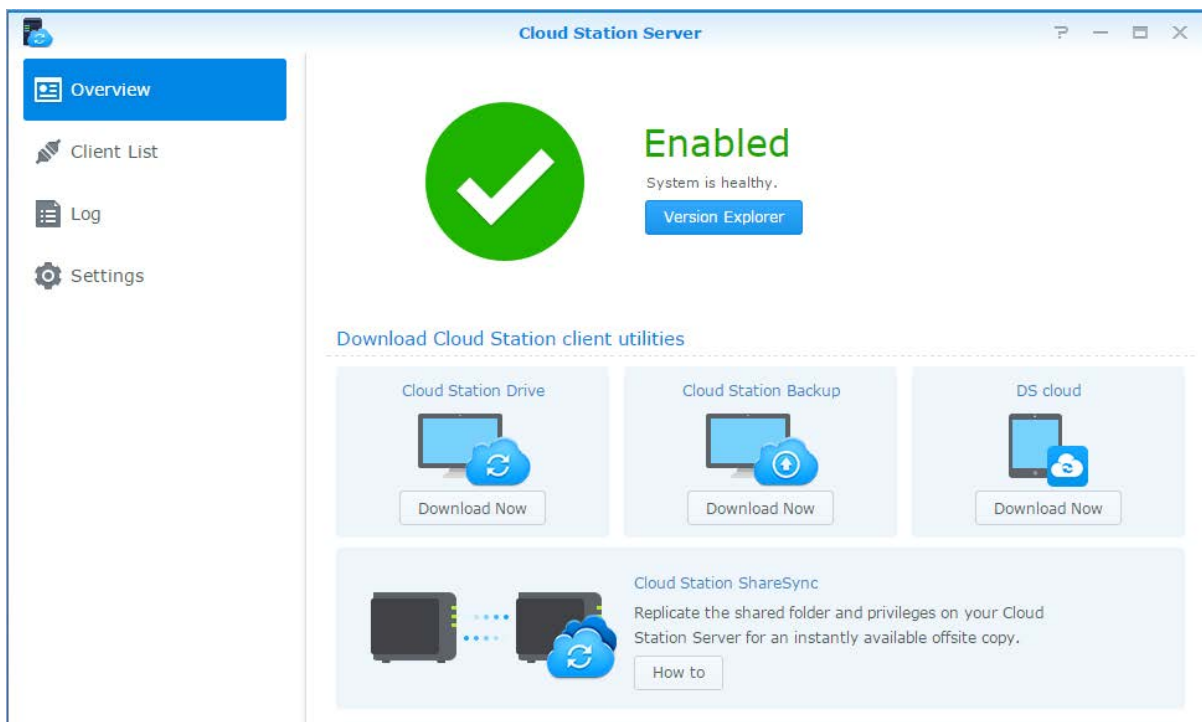 Cloud Station Server
Overview
Client List
Log
Settings
Enabled
System is healthy.
Version Explorer
Download Cloud Station client utilities
Cloud Station Drive
Download Now
Cloud Station Backup
Download Now
DS cloud
Download Now
Cloud Station ShareSync
Replicate the shared folder and privileges on your Cloud
Station Server for an instantly available offsite copy.
How to